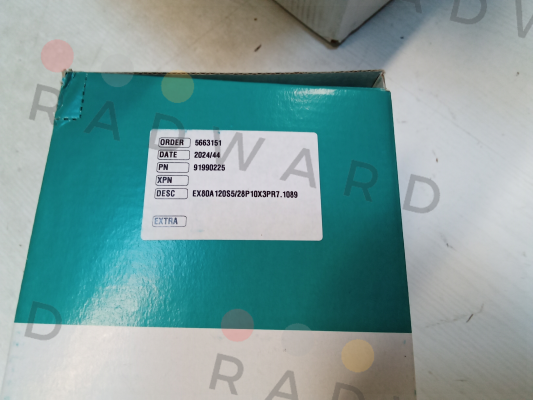 RADWARD
ORDER 5663151
DATE 2024/44
PN 91990225
XPN
DESC EX80A120S5/28P10X3PR7.1089
EXTRA
D
RADWARD